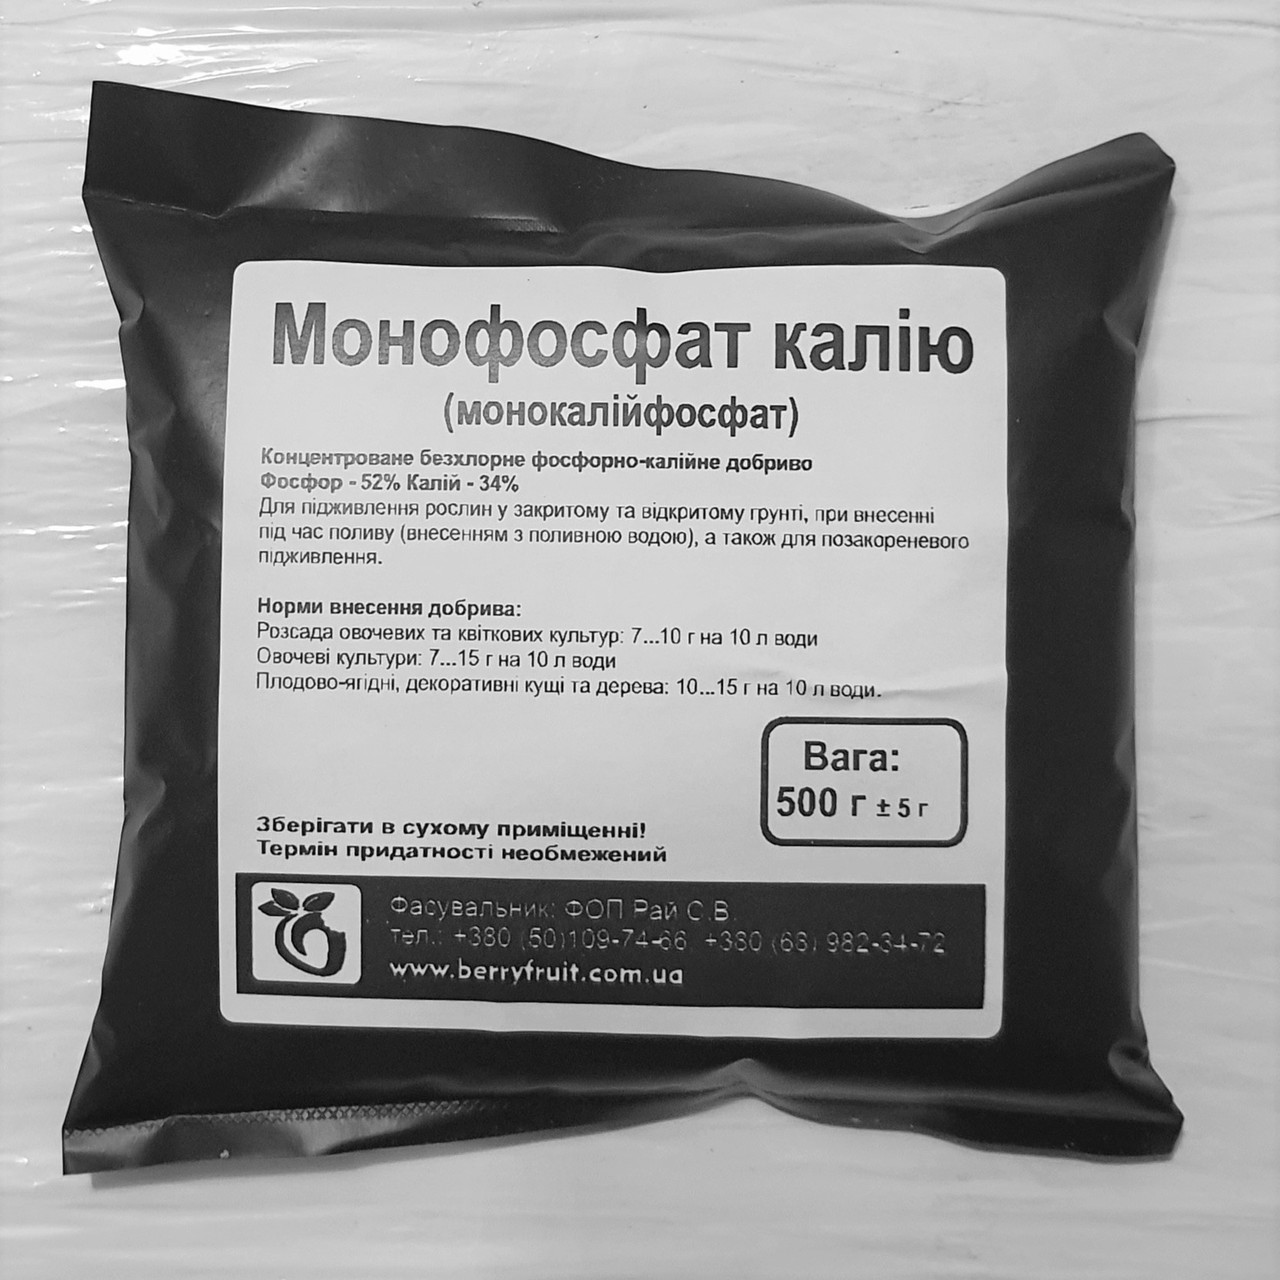 Монофосфат калію
(монокалійфосфат)
Концентроване безхлорне фосфорно-калійне добриво
Фосфор - 52% Калій - 34%
Для підживлення рослин у закритому та відкритому грунті, при внесенні
під час поливу (внесенням з поливною водою), а також для позакореневого
підживлення.
Норми внесення добрива:
Розсада овочевих та квіткових культур: 7...10 г на 10 л води
Овочеві культури: 7...15 г на 10 л води
Плодово-ягідні, декоративні кущі та дерева: 10...15 г на 10 л води.
Вага:
500 г ± 5 г
Зберігати в сухому приміщенні!
Термін придатності необмежений
Фасувальник: ФОП Рай С.В.
тел.: +380 (50)109-74-66 +380 (68) 982-34-72
www.berryfruit.com.ua